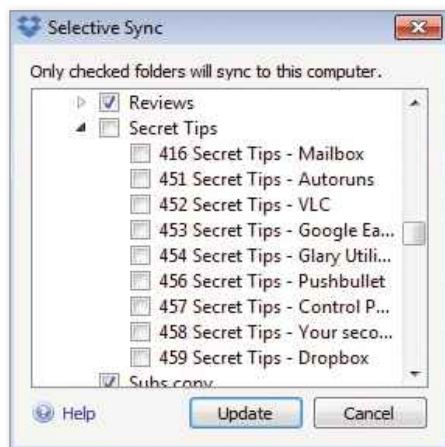 Selective Sync
Only checked folders will sync to this computer.
Reviews
Secret Tips
416 Secret Tips - Mailbox
451 Secret Tips - Autoruns
452 Secret Tips - VLC
453 Secret Tips - Google Ea...
454 Secret Tips - Glary Utili...
456 Secret Tips - Pushbullet
457 Secret Tips - Control P...
458 Secret Tips - Your seco...
459 Secret Tips - Dropbox
Subs copy
Help Update Cancel